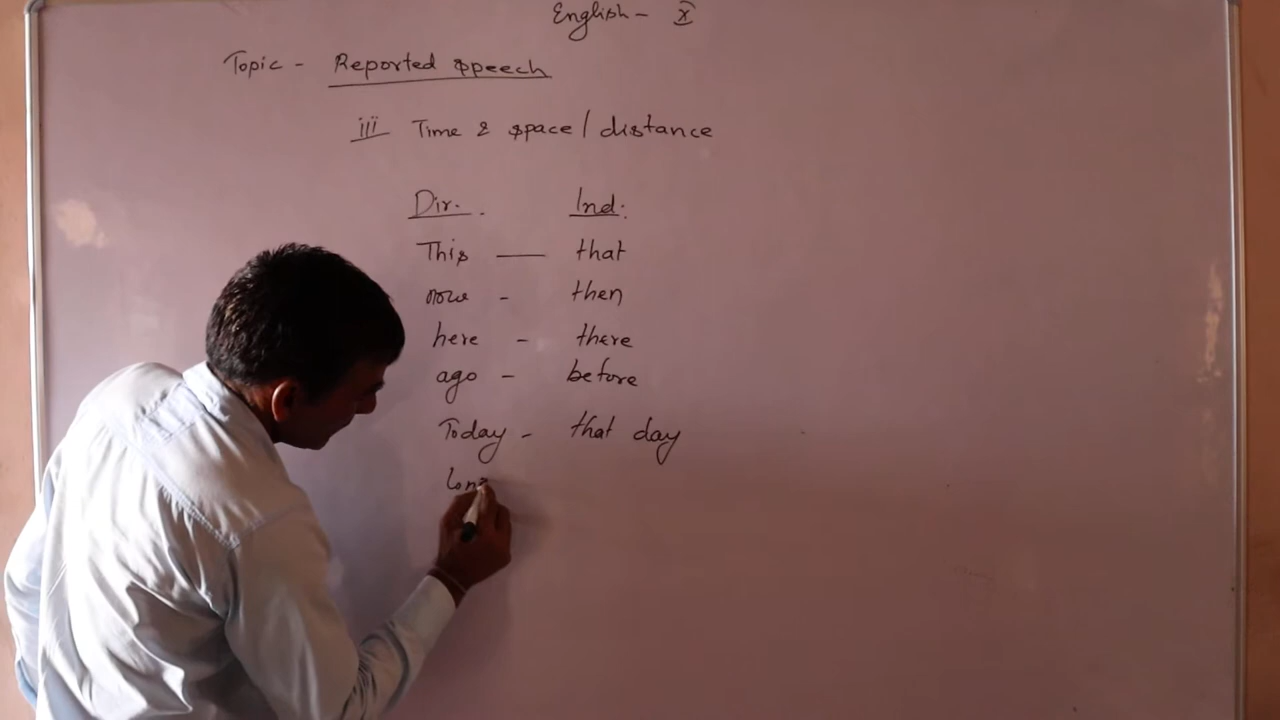 English - X
Topic - Reported speech
iii Time & space / distance
Dir. Ind.
This — that
now - then
here - there
ago - before
Today - that day